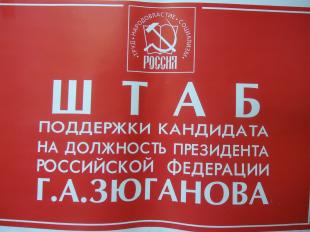 ТРУД • НАРОДОВЛАСТИЕ • СОЦИАЛИЗМ
РОССИЯ
ШТАБ
ПОДДЕРЖКИ КАНДИДАТА
НА ДОЛЖНОСТЬ ПРЕЗИДЕНТА
РОССИЙСКОЙ ФЕДЕРАЦИИ
Г.А.ЗЮГАНОВА